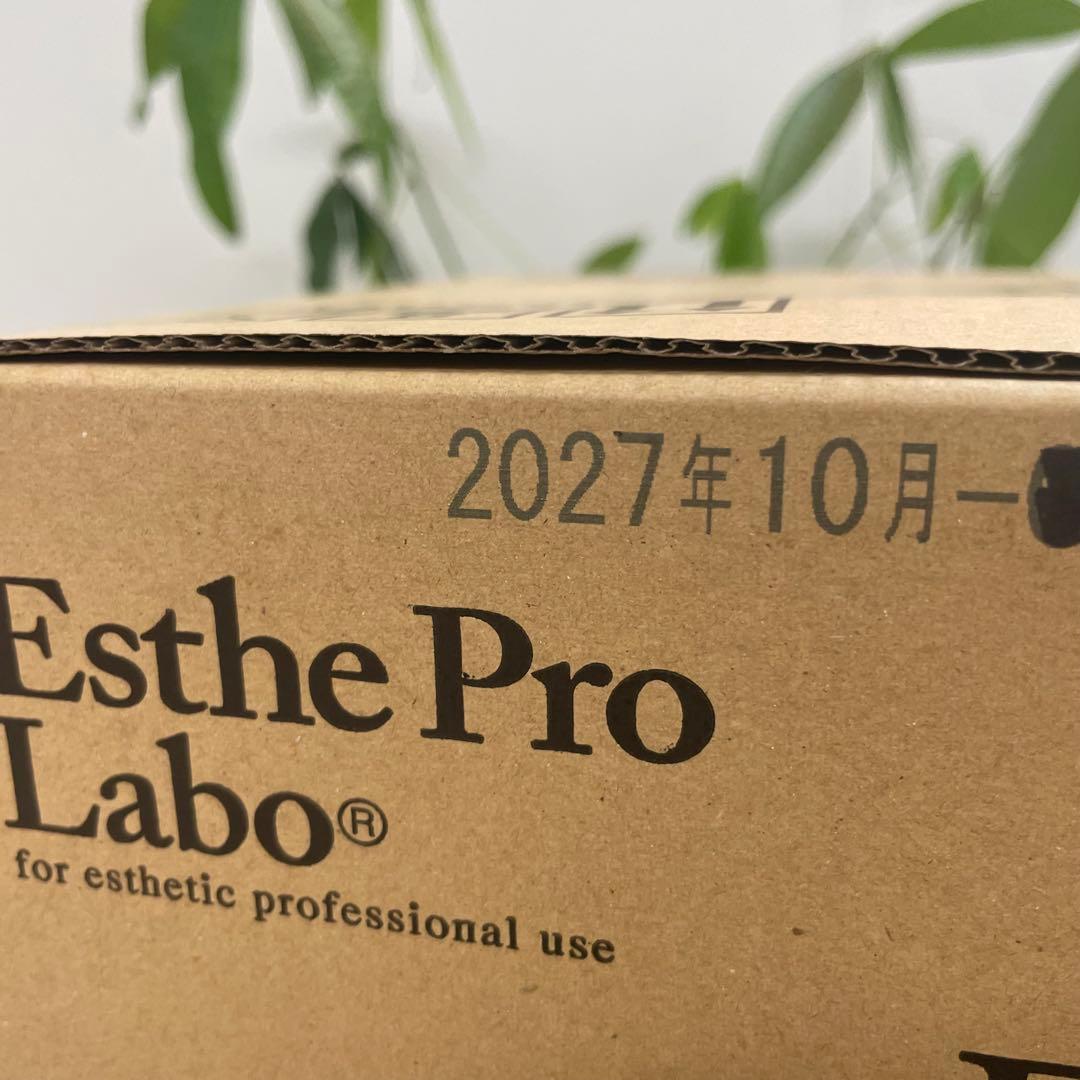 2027年10月-
Esthe Pro
Labo®
for esthetic professional use